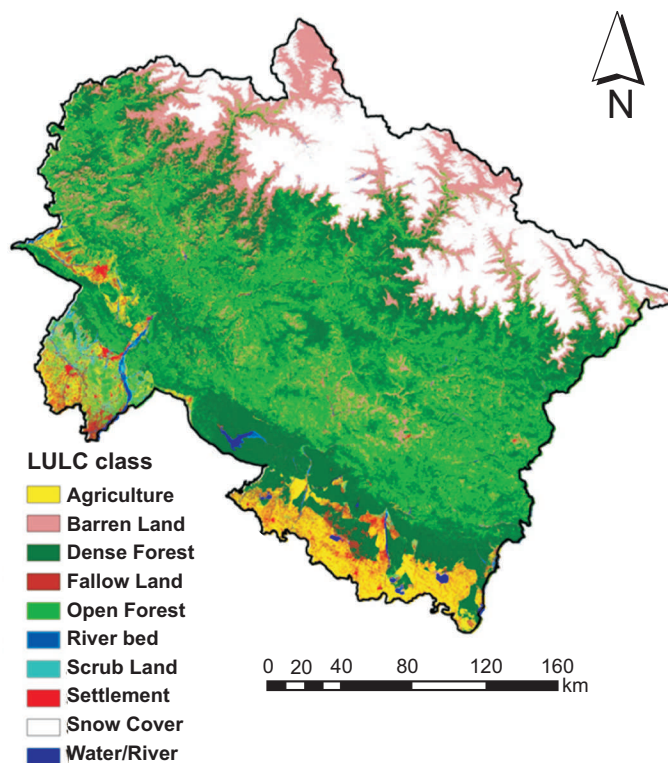 N
LULC class
Agriculture
Barren Land
Dense Forest
Fallow Land
Open Forest
River bed
Scrub Land
Settlement
Snow Cover
Water/River
0 20 40 80 120 160
km